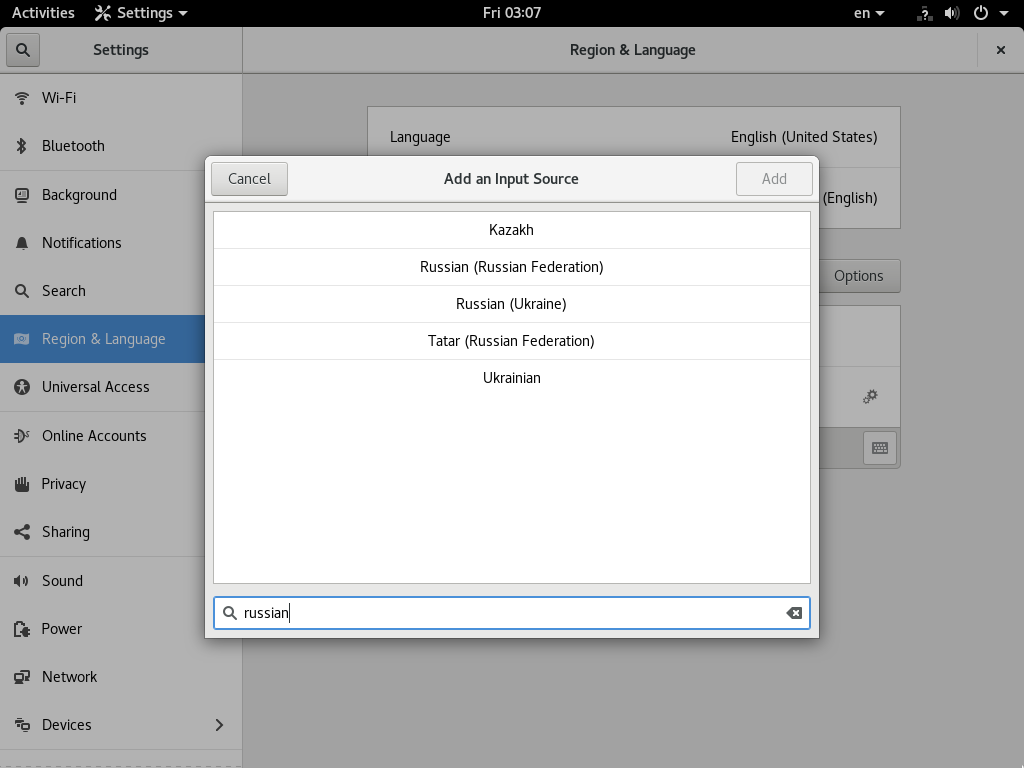 Activities Settings Fri 03:07 en
Settings Region & Language
Wi-Fi
Bluetooth
Background
Notifications
Search
Region & Language
Universal Access
Online Accounts
Privacy
Sharing
Sound
Power
Network
Devices
Language English (United States)
(English)
Options
Cancel Add an Input Source Add
Kazakh
Russian (Russian Federation)
Russian (Ukraine)
Tatar (Russian Federation)
Ukrainian
russian